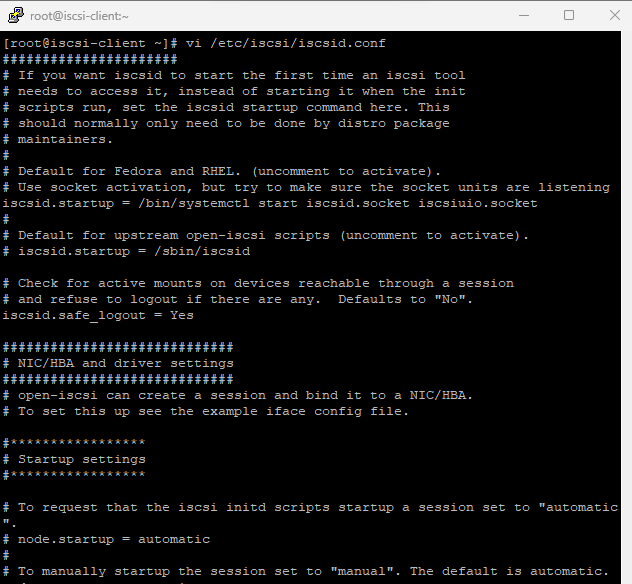 root@iscsi-client:~
[root@iscsi-client ~]# vi /etc/iscsi/iscsid.conf
######################
# If you want iscsid to start the first time an iscsi tool
# needs to access it, instead of starting it when the init
# scripts run, set the iscsid startup command here. This
# should normally only need to be done by distro package
# maintainers.
#
# Default for Fedora and RHEL. (uncomment to activate).
# Use socket activation, but try to make sure the socket units are listening
iscsid.startup = /bin/systemctl start iscsid.socket iscsiuio.socket
#
# Default for upstream open-iscsi scripts (uncomment to activate).
# iscsid.startup = /sbin/iscsid
# Check for active mounts on devices reachable through a session
# and refuse to logout if there are any.  Defaults to "No".
iscsid.safe_logout = Yes
#############################
# NIC/HBA and driver settings
#############################
# open-iscsi can create a session and bind it to a NIC/HBA.
# To set this up see the example iface config file.
#*****************
# Startup settings
#*****************
# To request that the iscsi initd scripts startup a session set to "automatic
".
# node.startup = automatic
#
# To manually startup the session set to "manual". The default is automatic.